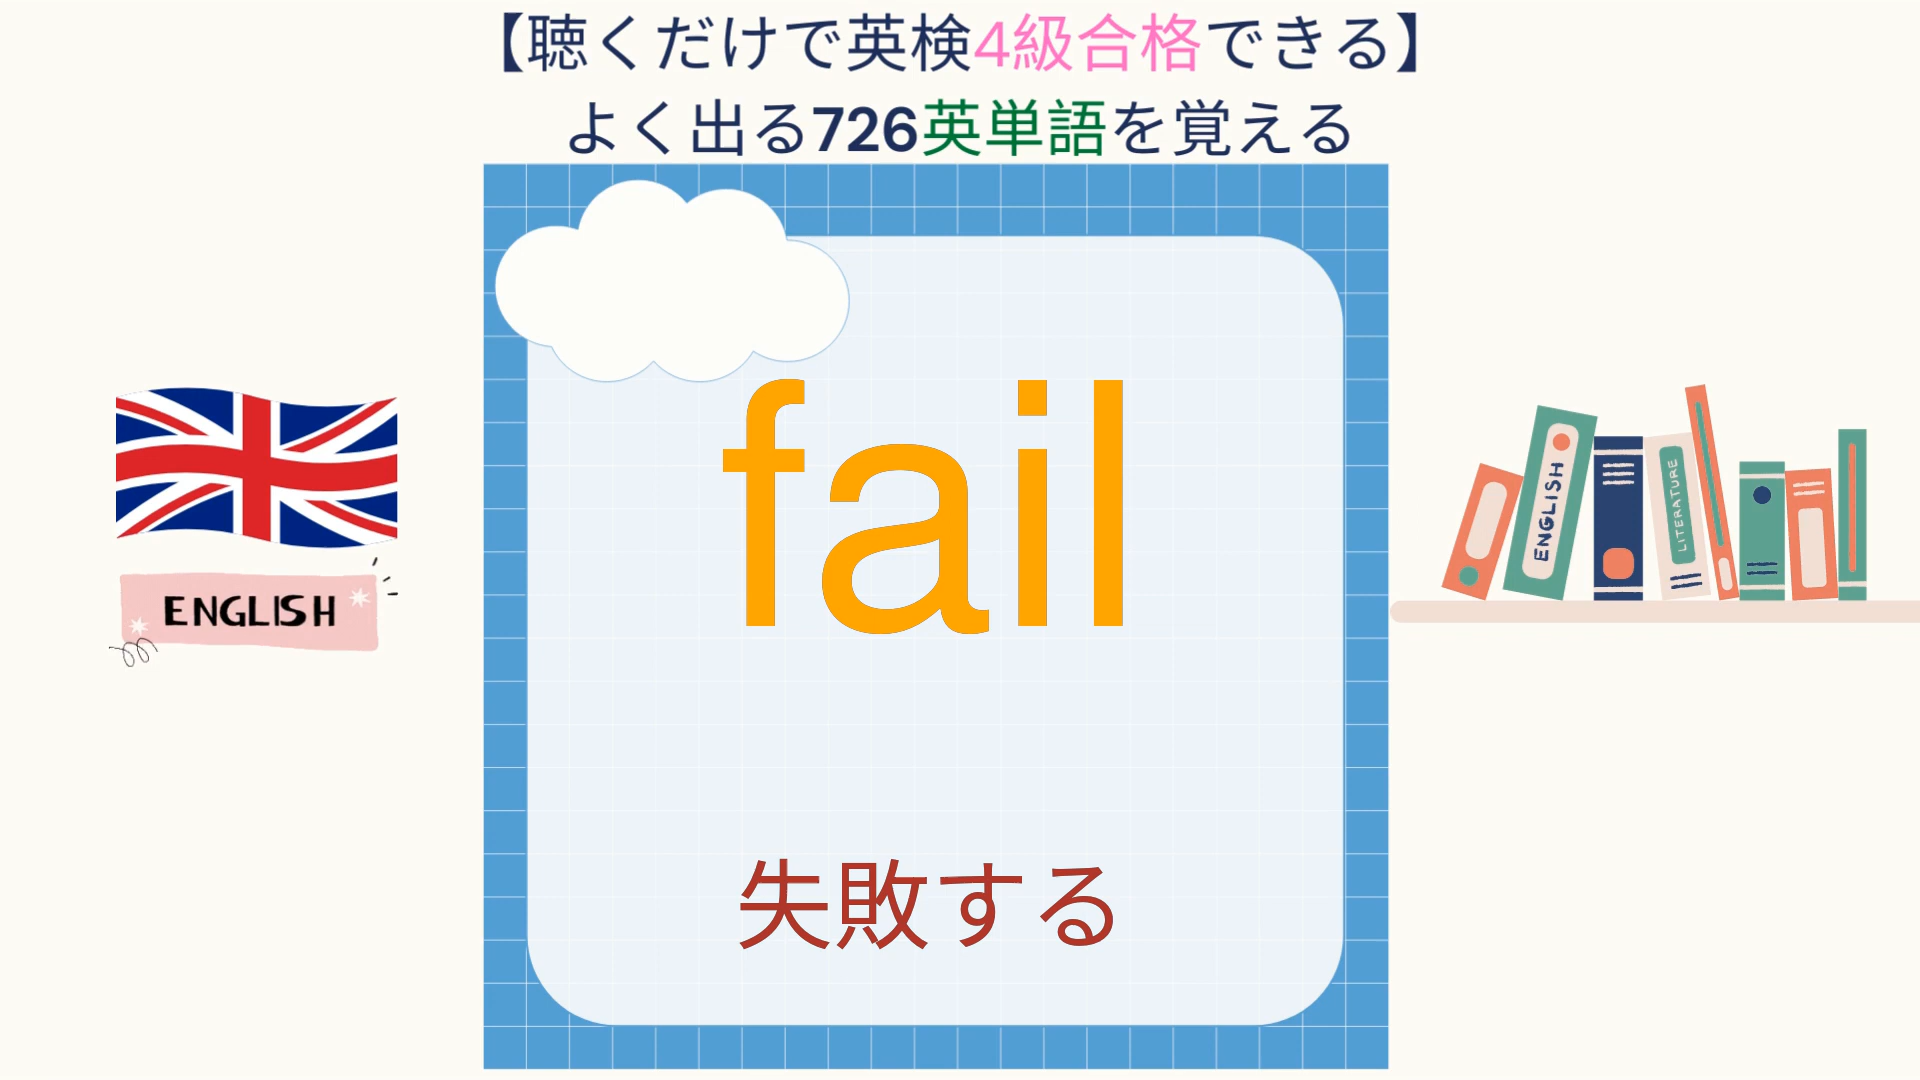 【聴くだけで英検4級合格できる】
よく出る726英単語を覚える
fail
失敗する
ENGLISH
ENGLISH
LITERATURE